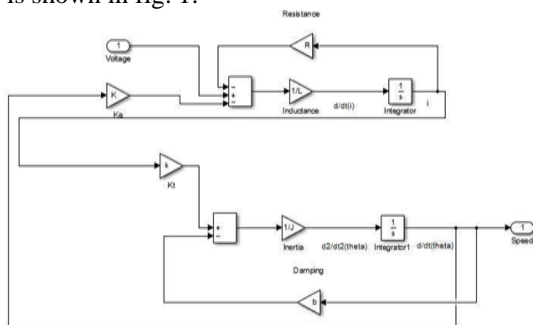 is shown in fig. 1.
Resistance
R
1
Voltage
K
Ke
−
+
−
1/L
Inductance
d/dt(i)
1
s
Integrator
i
k
Kt
+
−
1/J
Inertia
d2/dt2(theta)
1
s
Integrator1
d/dt(theta)
1
Speed
Damping
b